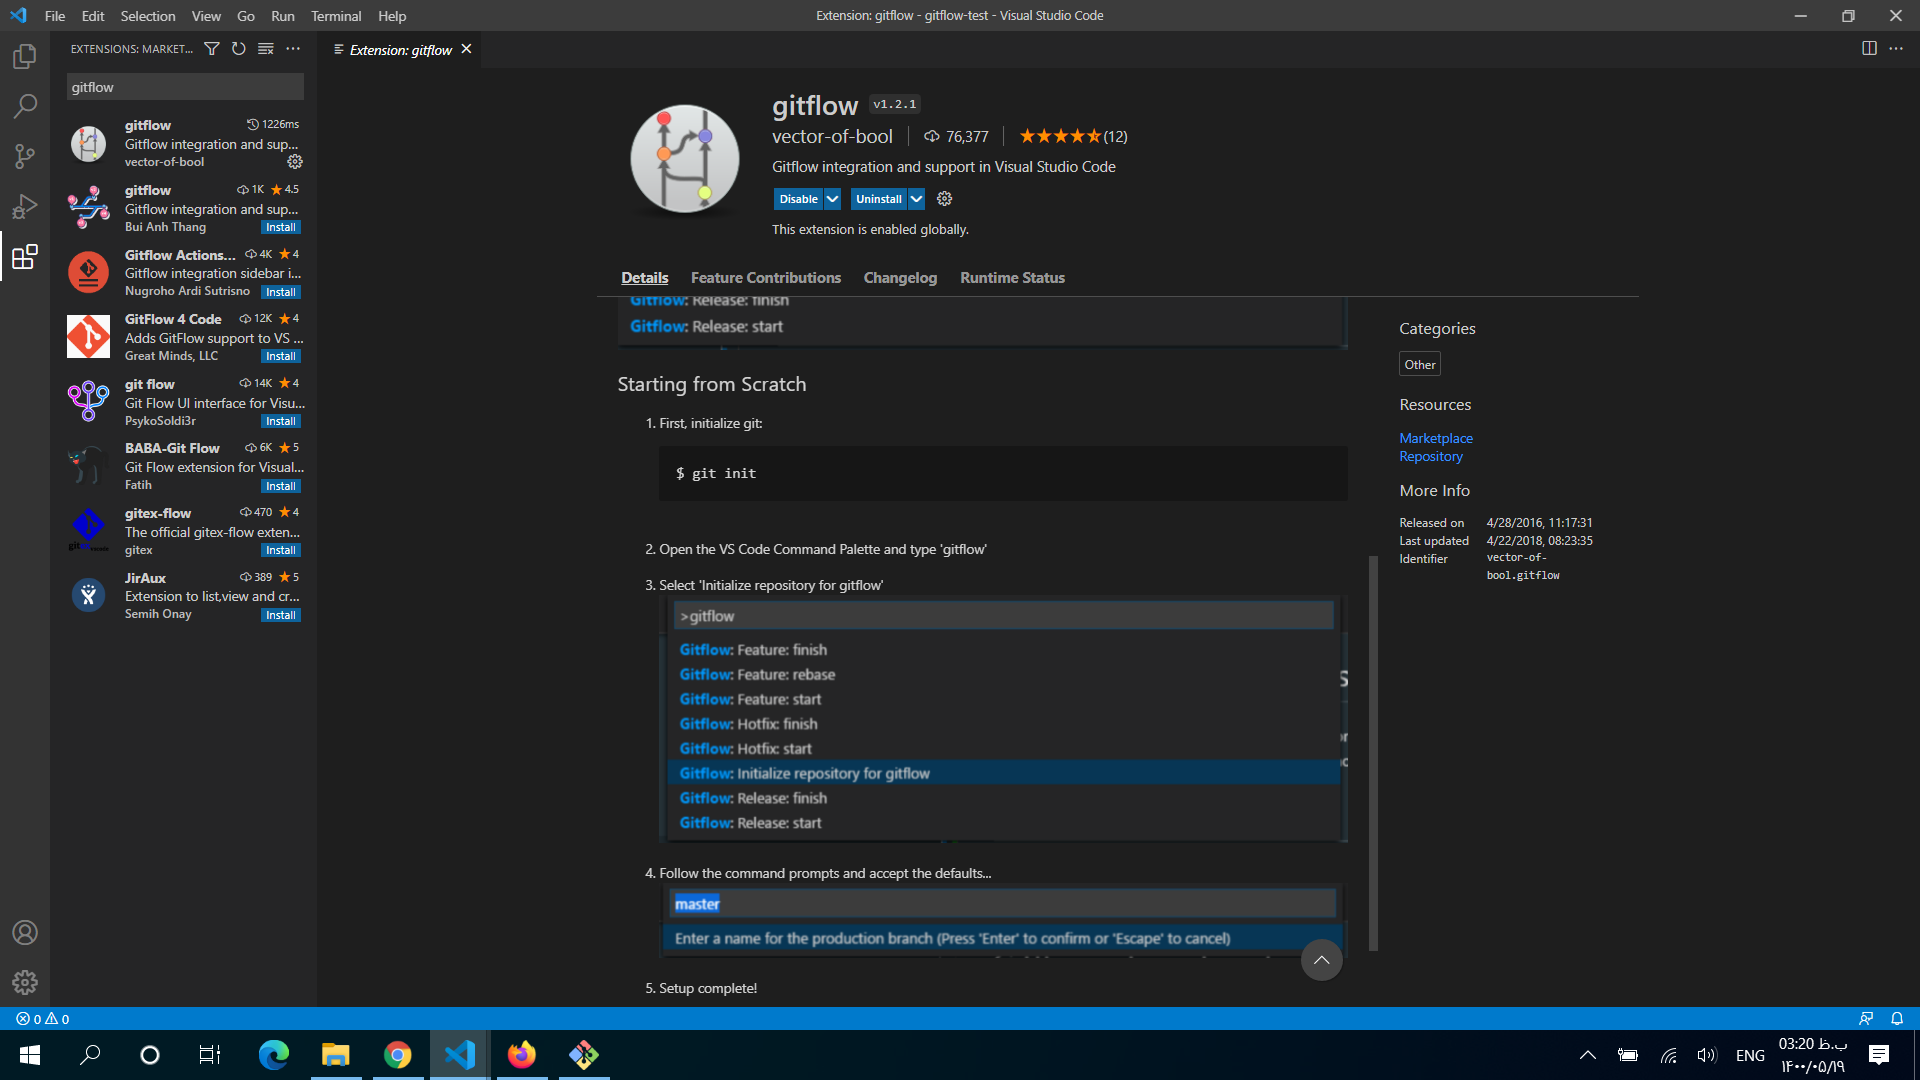 File Edit Selection View Go Run Terminal Help
Extension: gitflow - gitflow-test - Visual Studio Code
EXTENSIONS: MARKET...
gitflow
gitflow 1226ms
Gitflow integration and sup...
vector-of-bool
gitflow 1K 4.5
Gitflow integration and sup...
Bui Anh Thang Install
Gitflow Actions... 4K 4
Gitflow integration sidebar i...
Nugroho Ardi Sutrisno Install
GitFlow 4 Code 12K 4
Adds GitFlow support to VS ...
Great Minds, LLC Install
git flow 14K 4
Git Flow UI interface for Visu...
PsykoSoldi3r Install
BABA-Git Flow 6K 5
Git Flow extension for Visual...
Fatih Install
gitex-flow 470 4
The official gitex-flow exten...
gitex Install
JirAux 389 5
Extension to list,view and cr...
Semih Onay Install
Extension: gitflow
gitflow v1.2.1
vector-of-bool 76,377 (12)
Gitflow integration and support in Visual Studio Code
Disable Uninstall
This extension is enabled globally.
Details Feature Contributions Changelog Runtime Status
Gitflow: Release: finish
Gitflow: Release: start
Starting from Scratch
1. First, initialize git:
$ git init
2. Open the VS Code Command Palette and type 'gitflow'
3. Select 'Initialize repository for gitflow'
>gitflow
Gitflow: Feature: finish
Gitflow: Feature: rebase
Gitflow: Feature: start
Gitflow: Hotfix: finish
Gitflow: Hotfix: start
Gitflow: Initialize repository for gitflow
Gitflow: Release: finish
Gitflow: Release: start
4. Follow the command prompts and accept the defaults...
master
Enter a name for the production branch (Press 'Enter' to confirm or 'Escape' to cancel)
5. Setup complete!
Categories
Other
Resources
Marketplace
Repository
More Info
Released on 4/28/2016, 11:17:31
Last updated 4/22/2018, 08:23:35
Identifier vector-of-
bool.gitflow
0 0
ENG
03:20 ب.ظ
۱۴۰۰/۰۵/۱۹